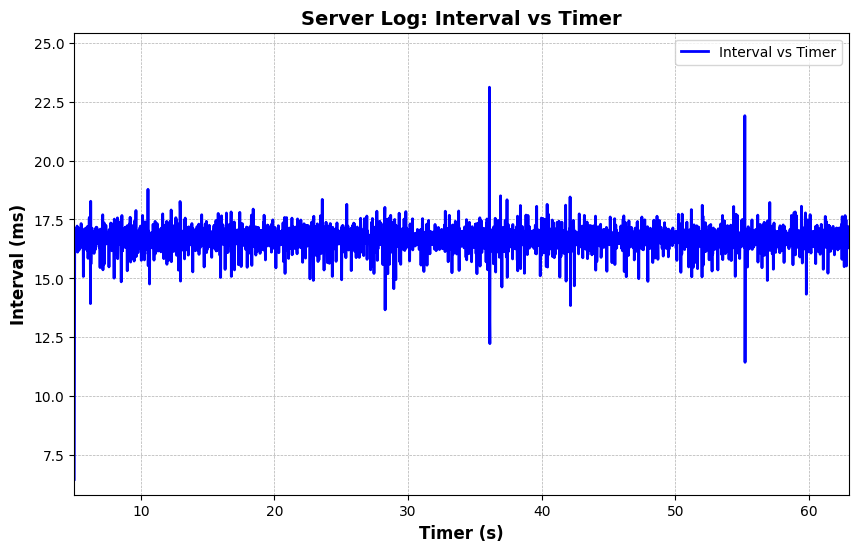 Server Log: Interval vs Timer
Interval vs Timer
25.0
22.5
20.0
17.5
15.0
12.5
10.0
7.5
Interval (ms)
10 20 30 40 50 60
Timer (s)